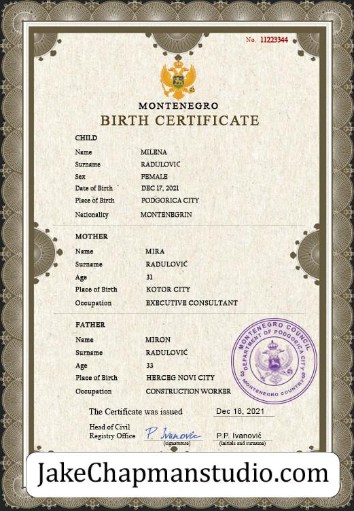 No. 11223344
MONTENEGRO
BIRTH CERTIFICATE
CHILD
Name MILENA
Surname RADULOVIĆ
Sex FEMALE
Date of Birth DEC 17, 2021
Place of Birth PODGORICA CITY
Nationality MONTENEGRIN
MOTHER
Name MIRA
Surname RADULOVIĆ
Age 31
Place of Birth KOTOR CITY
Occupation EXECUTIVE CONSULTANT
FATHER
Name MIRON
Surname RADULOVIĆ
Age 33
Place of Birth HERCEG NOVI CITY
Occupation CONSTRUCTION WORKER
MONTENEGRO COUNCIL
DEPARTMENT OF PODGORICA CITY
MONTENEGRO COUNTRY
The Certificate was issued Dec 18, 2021
Head of Civil
Registry Office P. Ivanovic P.P. Ivanović
(signature) (initials and surname)
JakeChapmanstudio.com